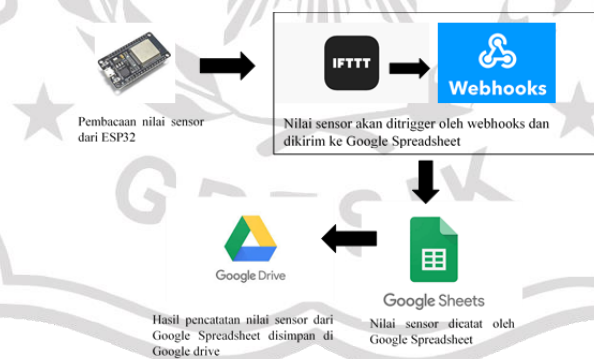 IFTTT
Webhooks
Pembacaan nilai sensor
dari ESP32
Nilai sensor akan ditrigger oleh webhooks dan
dikirim ke Google Spreadsheet
GRESIK
Google Drive
Google Sheets
Hasil pencatatan nilai sensor dari
Google Spreadsheet disimpan di
Google drive
Nilai sensor dicatat oleh
Google Spreadsheet